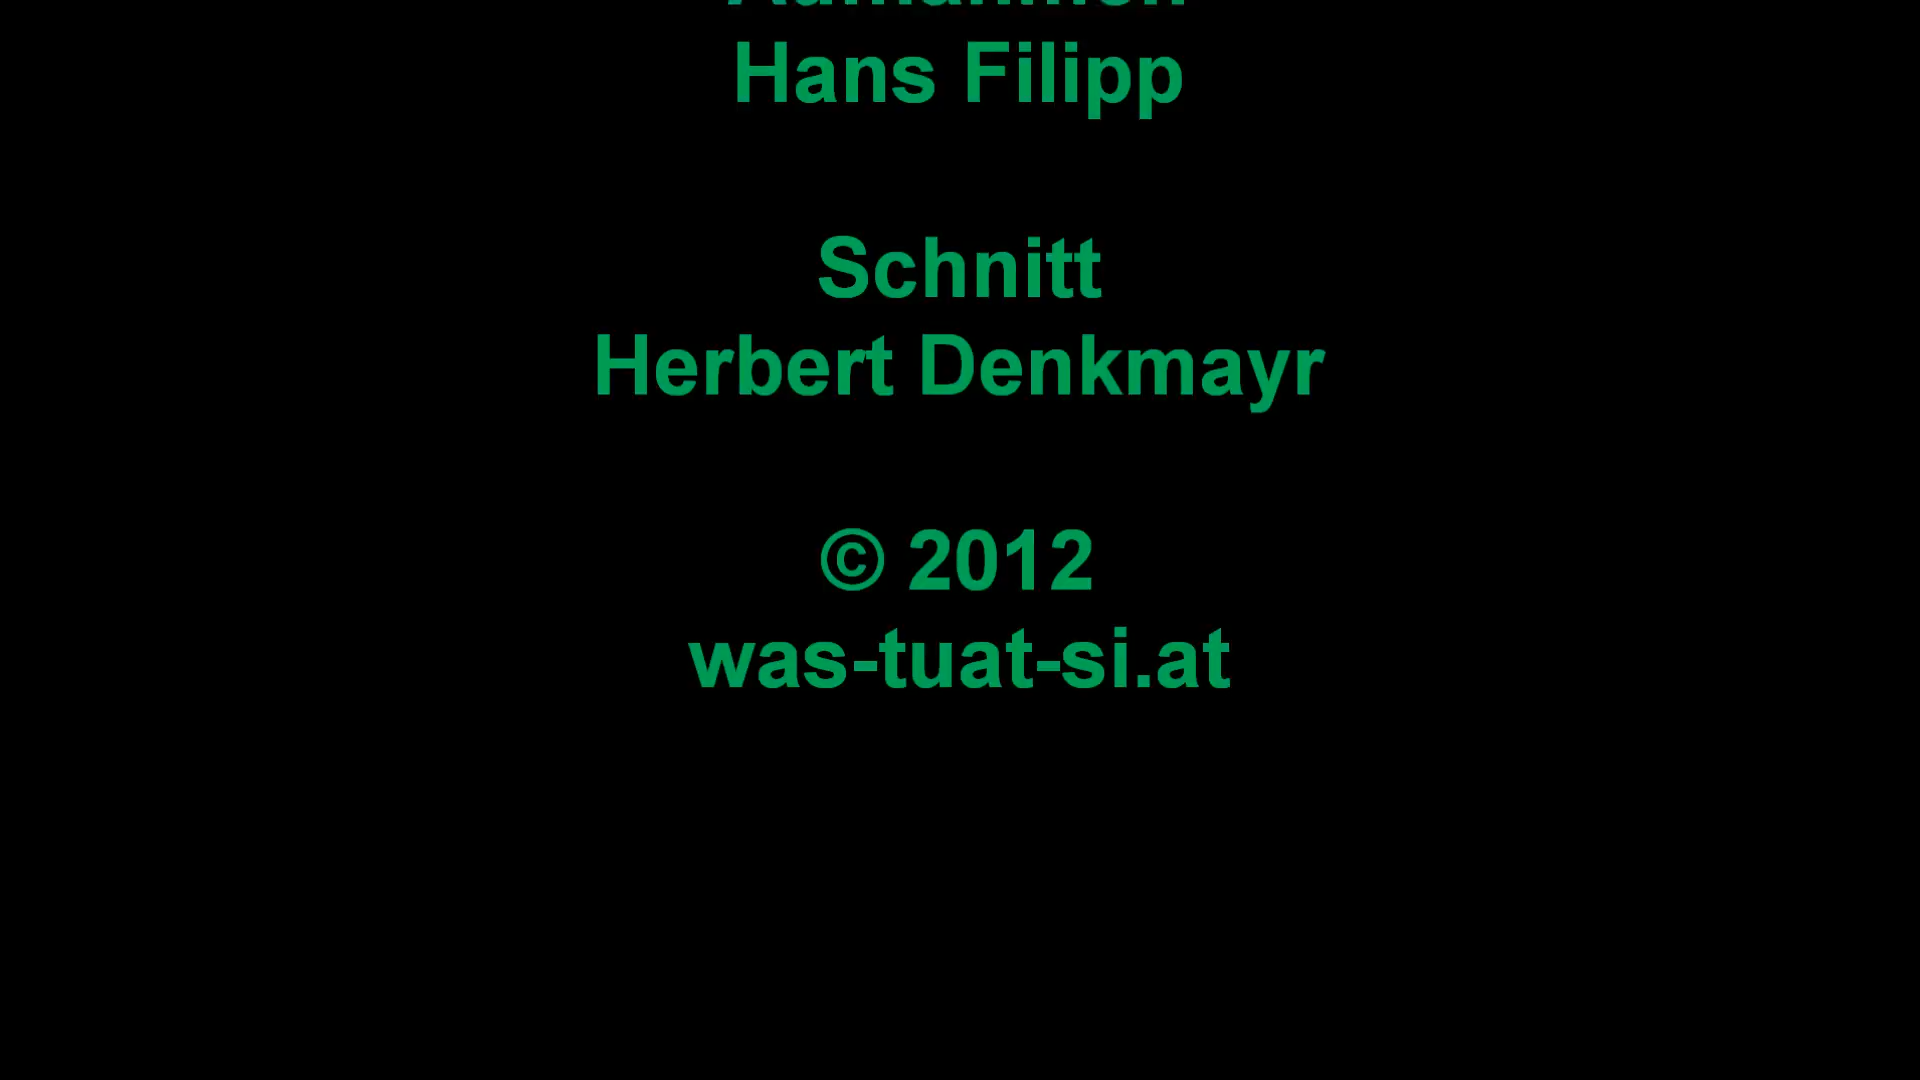 Hans Filipp
Schnitt
Herbert Denkmayr
© 2012
was-tuat-si.at